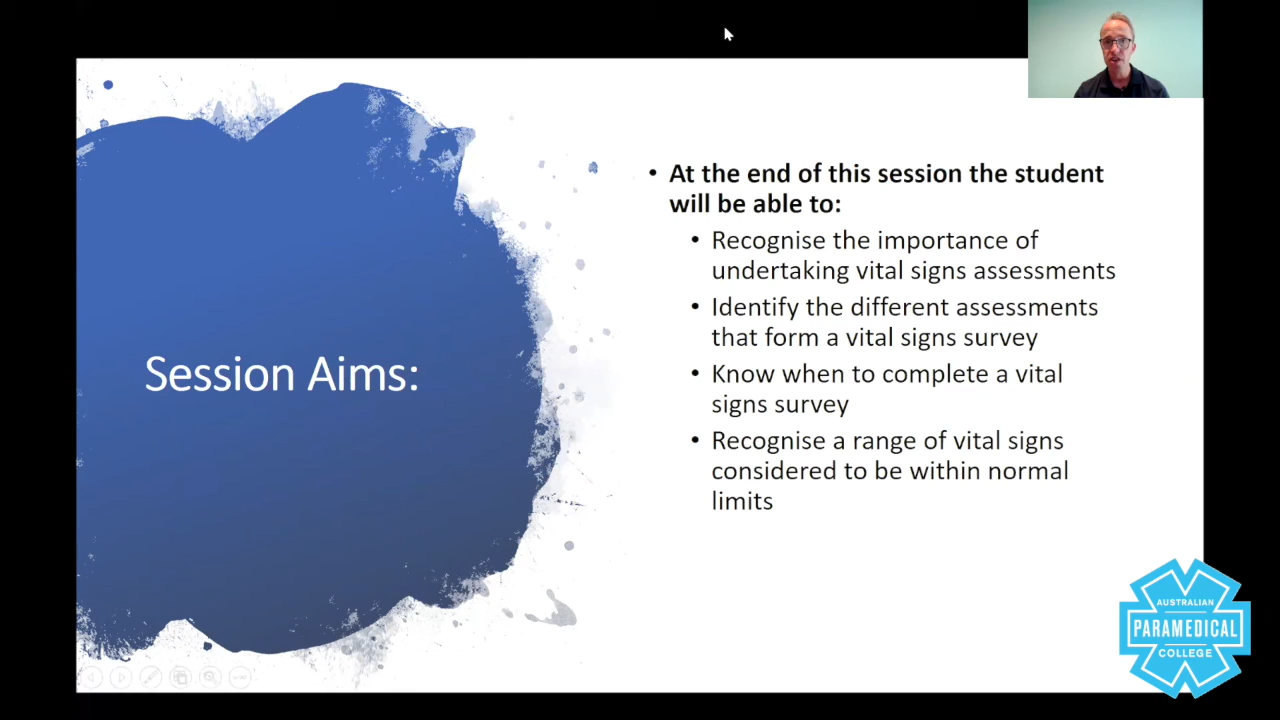 Session Aims:
• At the end of this session the student
will be able to:
• Recognise the importance of
undertaking vital signs assessments
• Identify the different assessments
that form a vital signs survey
• Know when to complete a vital
signs survey
• Recognise a range of vital signs
considered to be within normal
limits
AUSTRALIAN
PARAMEDICAL
COLLEGE